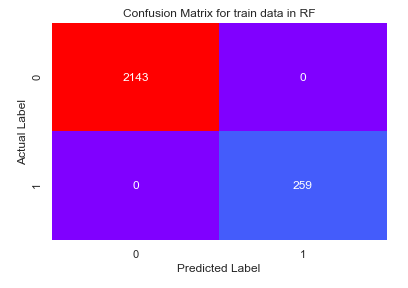 Confusion Matrix for train data in RF
Actual Label
0
2143
0
1
0
259
0
1
Predicted Label